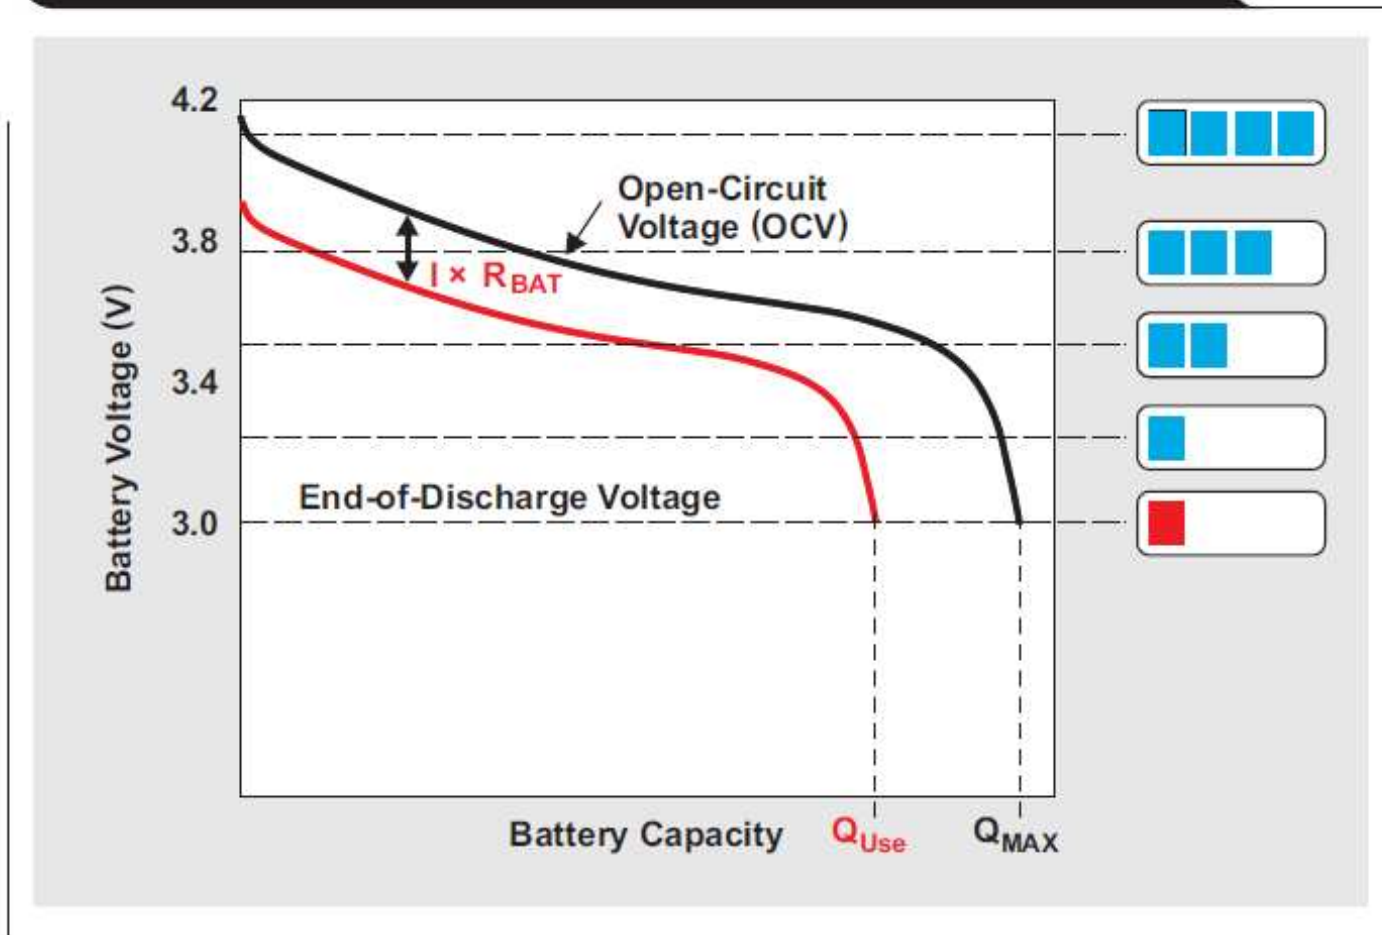 4.2
3.8
3.4
3.0
Battery Voltage (V)
Open-Circuit
Voltage (OCV)
I × RBAT
End-of-Discharge Voltage
Battery Capacity
QUse
QMAX